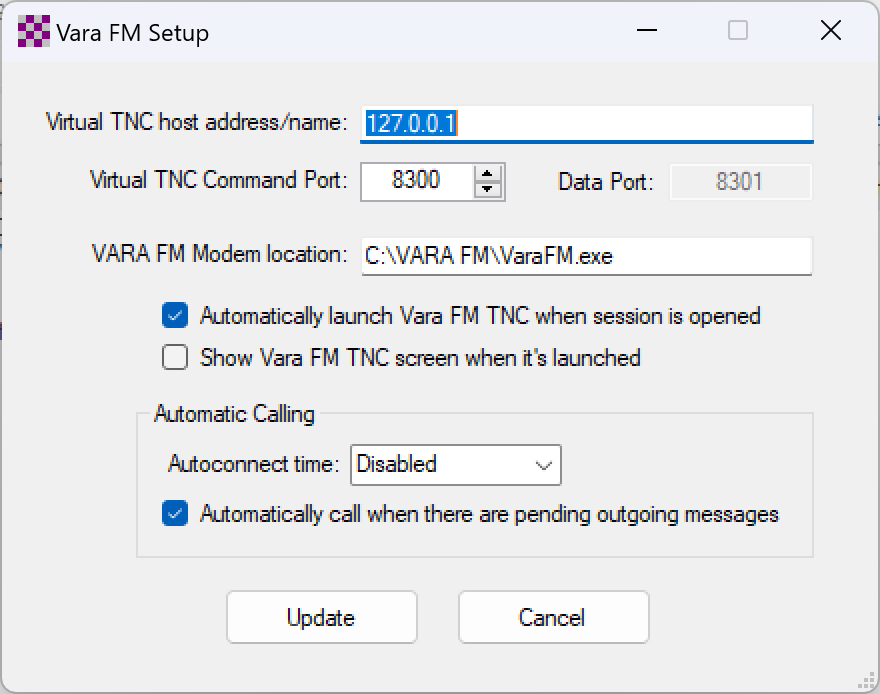 Vara FM Setup
Virtual TNC host address/name: 127.0.0.1
Virtual TNC Command Port: 8300 Data Port: 8301
VARA FM Modem location: C:\VARA FM\VaraFM.exe
Automatically launch Vara FM TNC when session is opened
Show Vara FM TNC screen when it's launched
Automatic Calling
Autoconnect time: Disabled
Automatically call when there are pending outgoing messages
Update Cancel